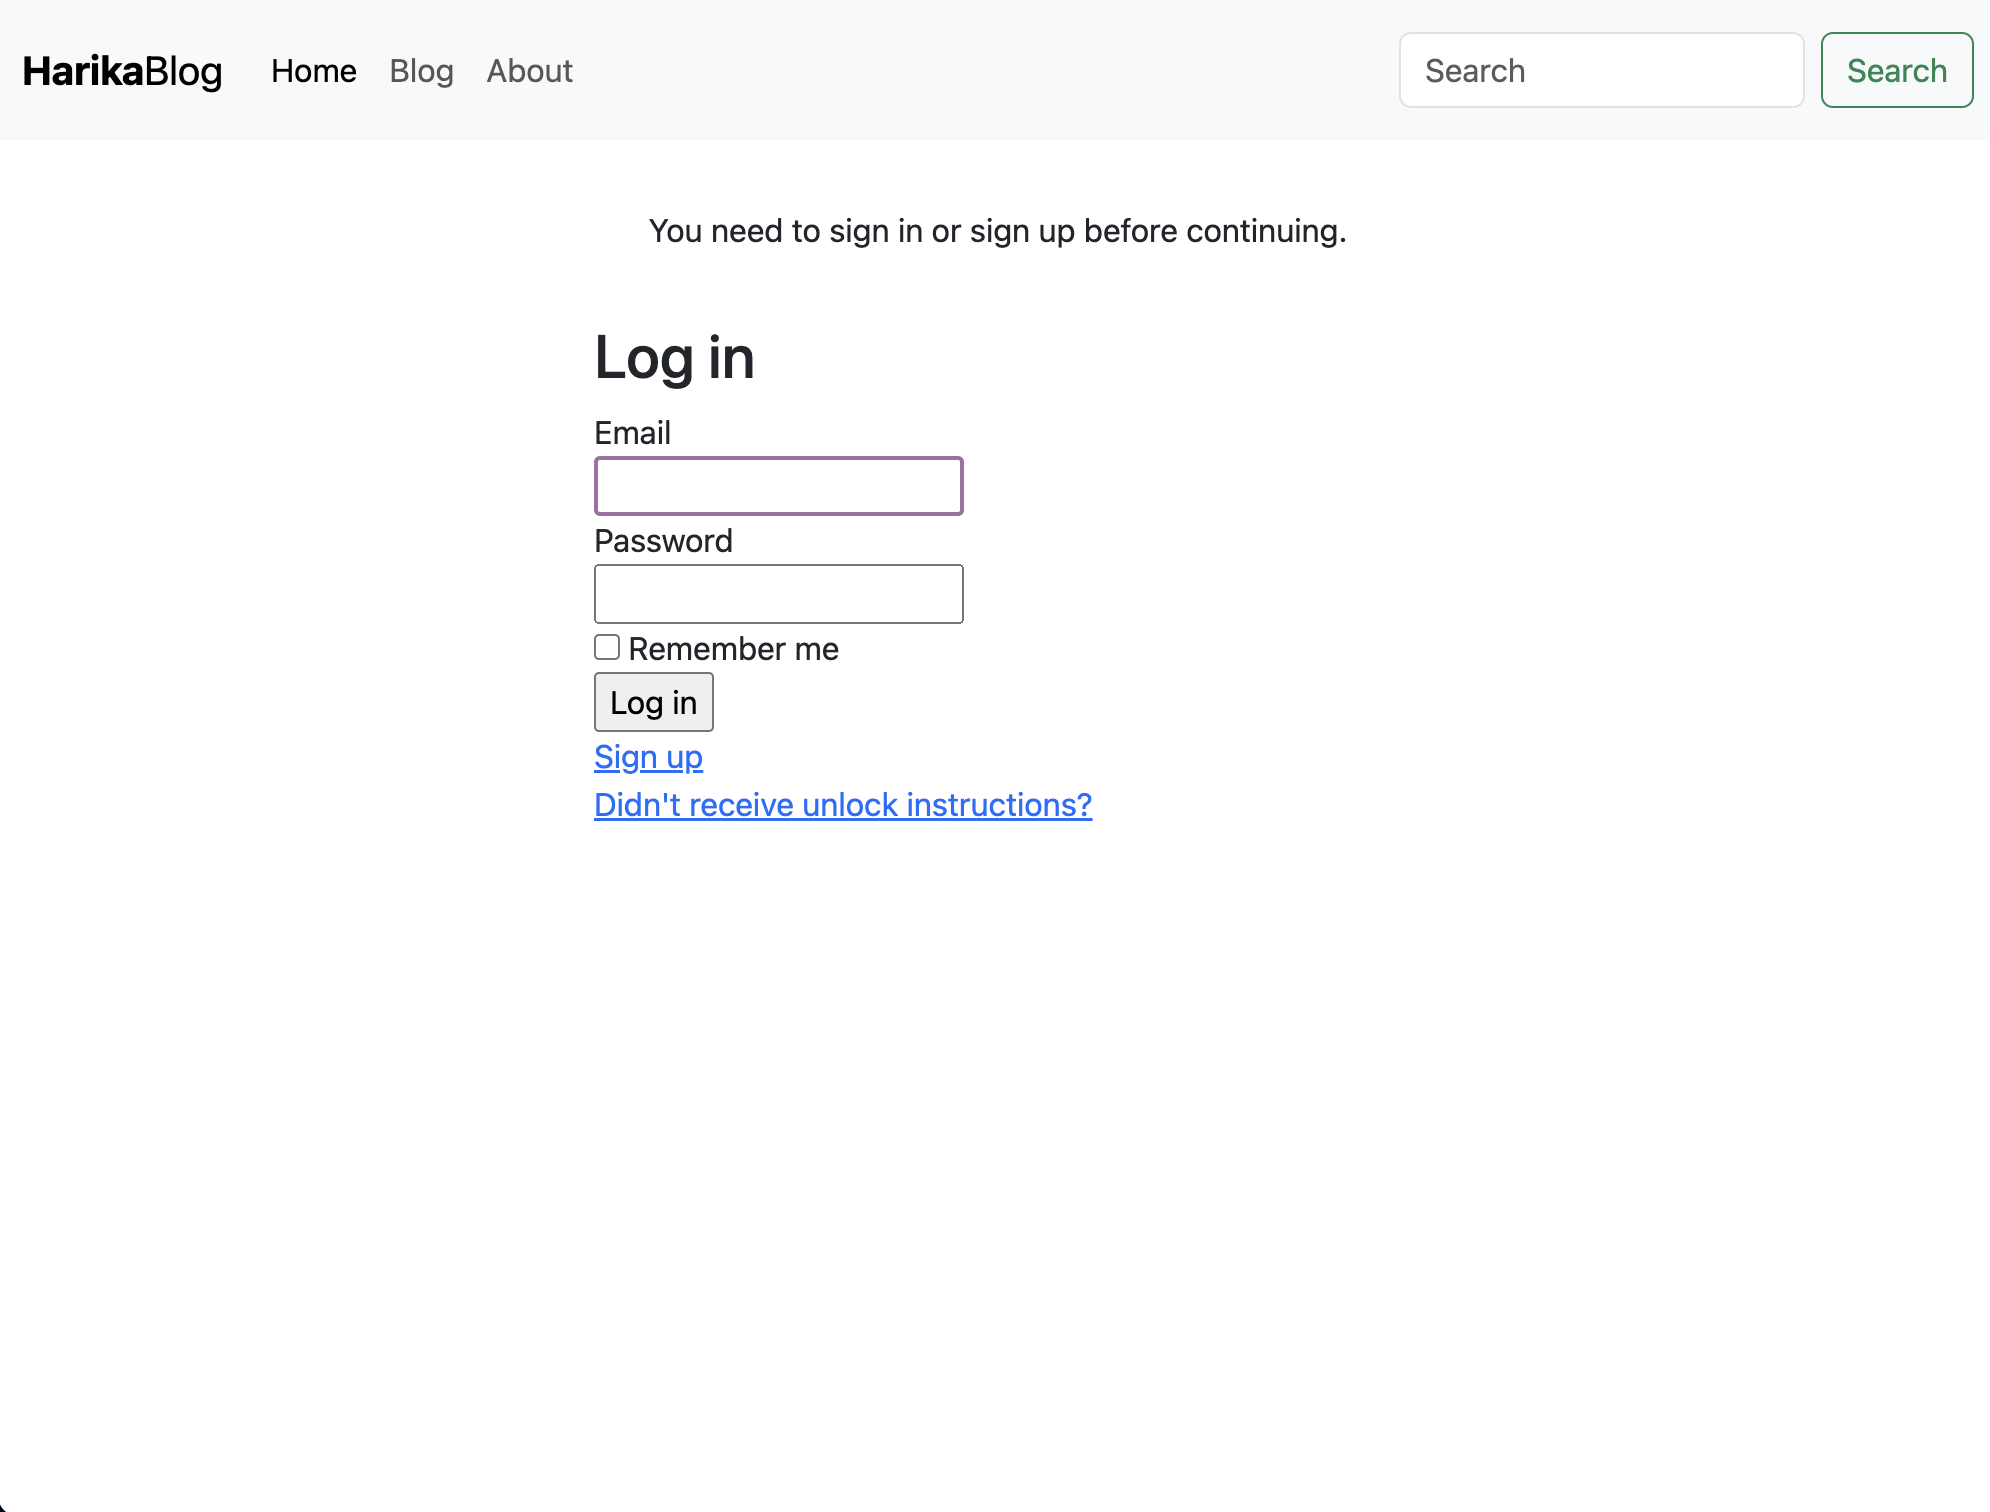 HarikaBlog Home Blog About Search Search
You need to sign in or sign up before continuing.
Log in
Email
Password
Remember me
Log in
Sign up
Didn't receive unlock instructions?